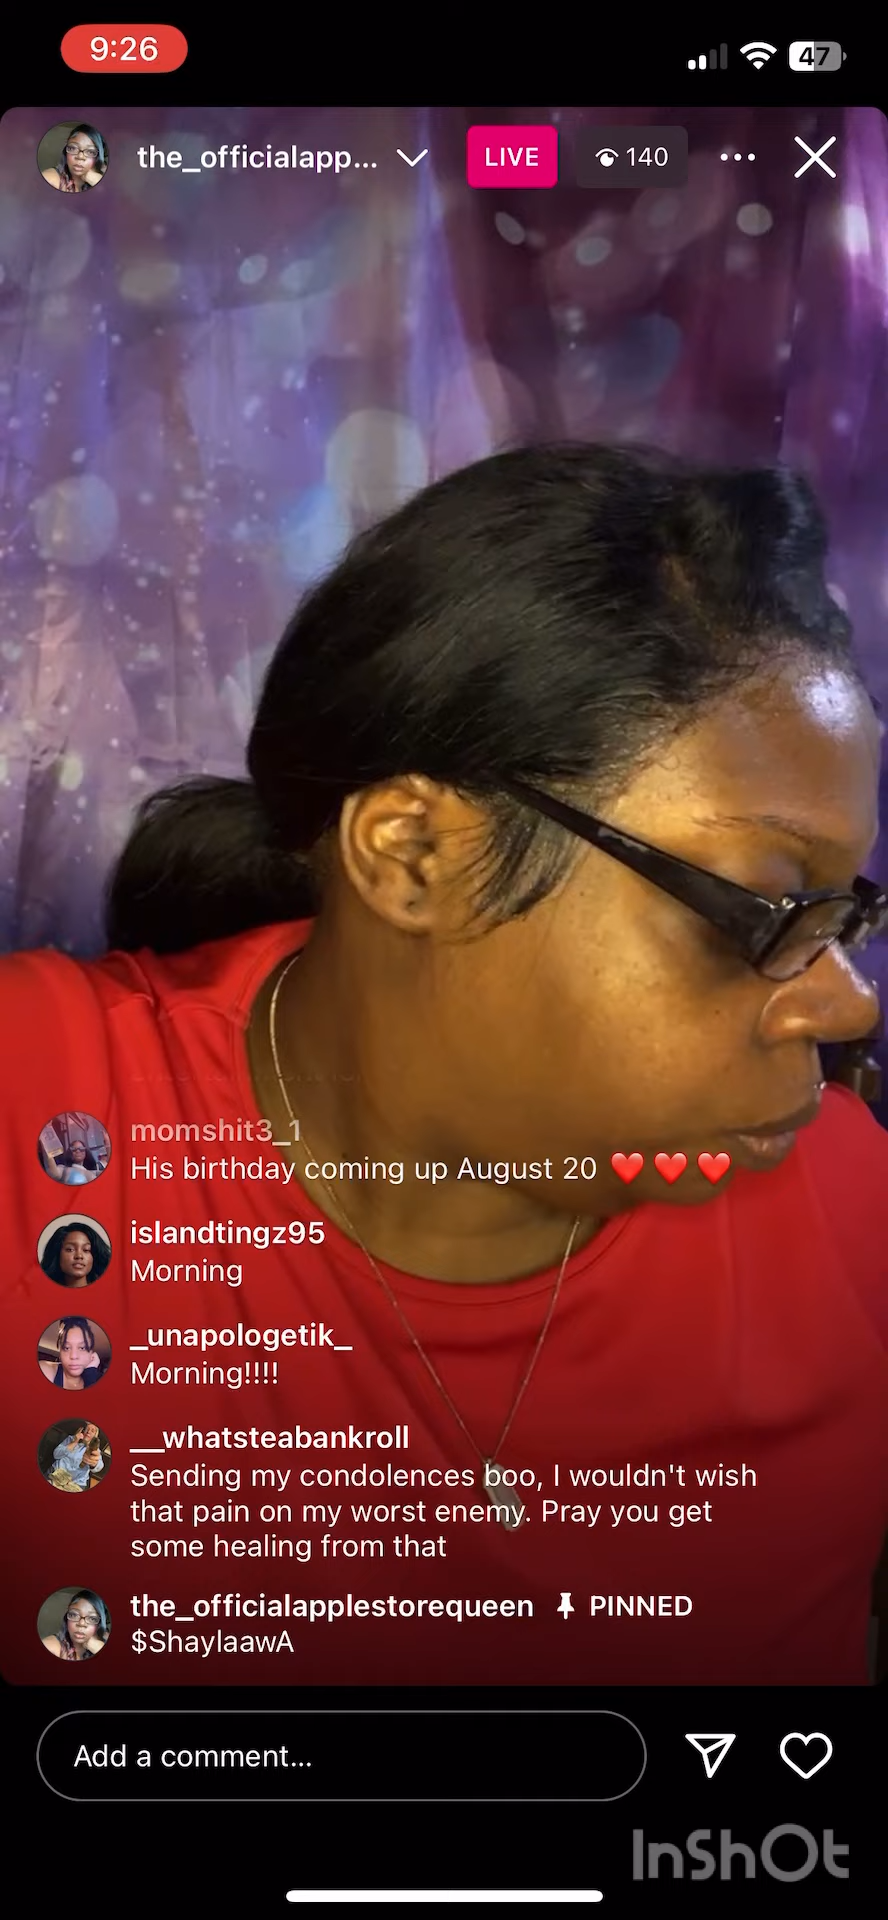 9:26
47
the_officialapp...
LIVE
140
momshit3_1
His birthday coming up August 20 ❤️ ❤️ ❤️
islandtingz95
Morning
_unapologetik_
Morning!!!!
__whatsteabankroll
Sending my condolences boo, I wouldn't wish
that pain on my worst enemy. Pray you get
some healing from that
the_officialapplestorequeen PINNED
$ShaylaawA
Add a comment...
InShOt